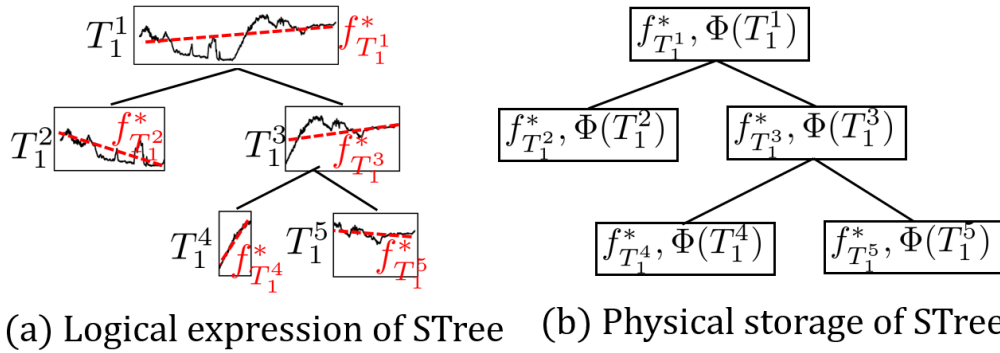 T_1^1 f^*_{T_1^1}
T_1^2 f^*_{T_1^2} T_1^3 f^*_{T_1^3}
T_1^4 f^*_{T_1^4} T_1^5 f^*_{T_1^5}
(a) Logical expression of STree
f^*_{T_1^1}, Φ(T_1^1)
f^*_{T_1^2}, Φ(T_1^2) f^*_{T_1^3}, Φ(T_1^3)
f^*_{T_1^4}, Φ(T_1^4) f^*_{T_1^5}, Φ(T_1^5)
(b) Physical storage of STree